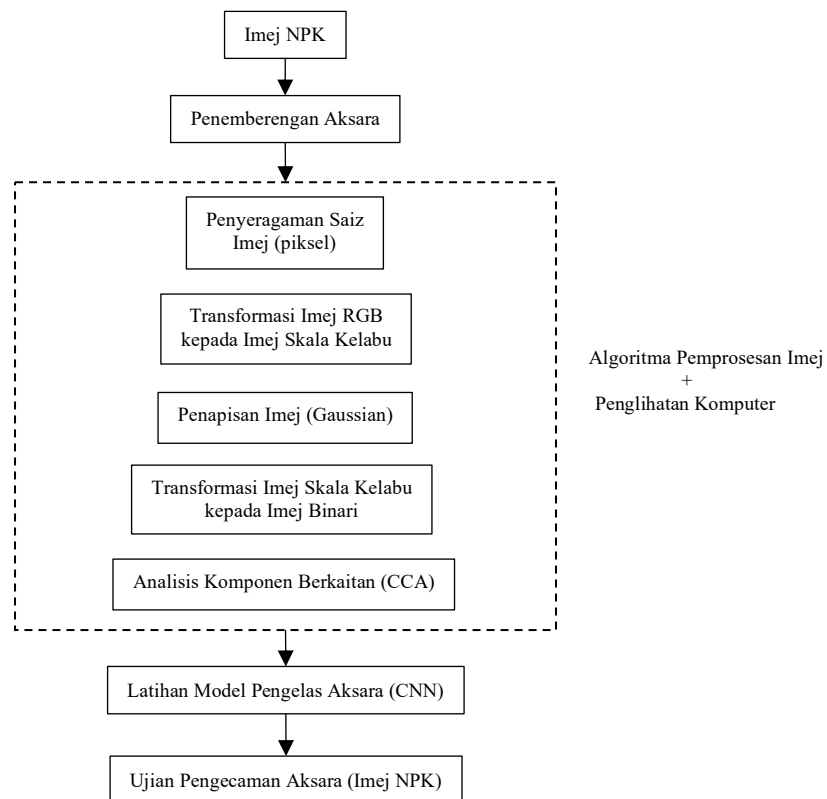 Imej NPK
Penemberengan Aksara
Penyeragaman Saiz
Imej (piksel)
Transformasi Imej RGB
kepada Imej Skala Kelabu
Penapisan Imej (Gaussian)
Transformasi Imej Skala Kelabu
kepada Imej Binari
Analisis Komponen Berkaitan (CCA)
Algoritma Pemprosesan Imej
+
Penglihatan Komputer
Latihan Model Pengelas Aksara (CNN)
Ujian Pengecaman Aksara (Imej NPK)